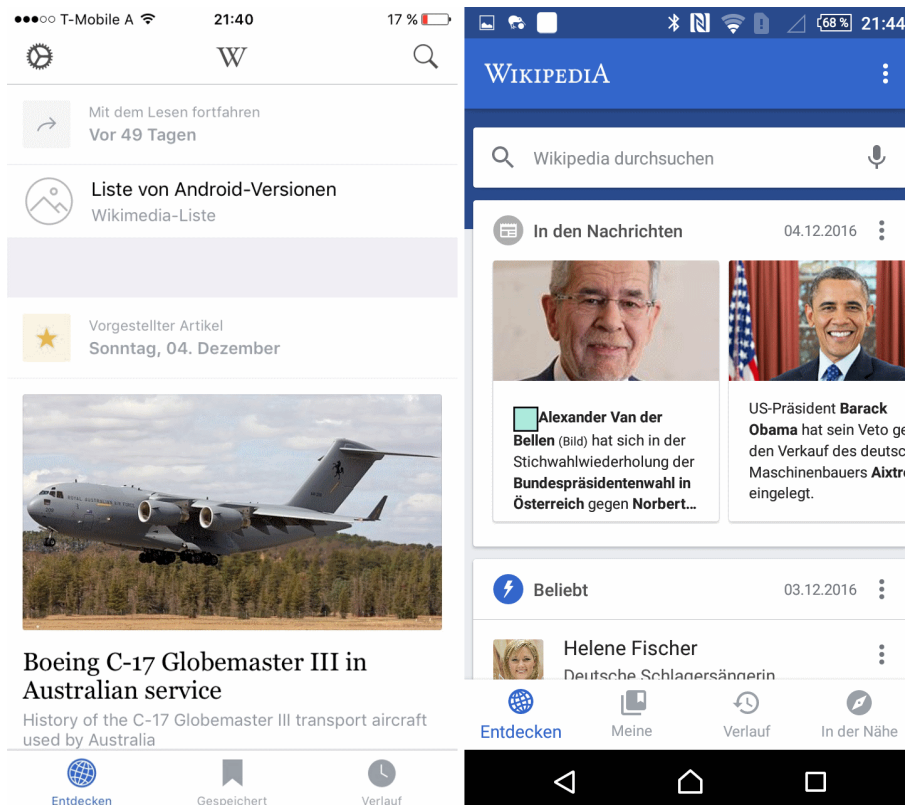 T-Mobile A
21:40
17 %
W
Mit dem Lesen fortfahren
Vor 49 Tagen
Liste von Android-Versionen
Wikimedia-Liste
Vorgestellter Artikel
Sonntag, 04. Dezember
ROYAL AUSTRALIAN AIR FORCE
Boeing C-17 Globemaster III in
Australian service
History of the C-17 Globemaster III transport aircraft
used by Australia
Entdecken
Gespeichert
Verlauf
68 %
21:44
WIKIPEDIA
Wikipedia durchsuchen
In den Nachrichten
04.12.2016
Alexander Van der
Bellen (Bild) hat sich in der
Stichwahlwiederholung der
Bundespräsidentenwahl in
Österreich gegen Norbert...
US-Präsident Barack
Obama hat sein Veto ge
den Verkauf des deutsc
Maschinenbauers Aixtr
eingelegt.
Beliebt
03.12.2016
Helene Fischer
Deutsche Schlagersängerin
Entdecken
Meine
Verlauf
In der Nähe